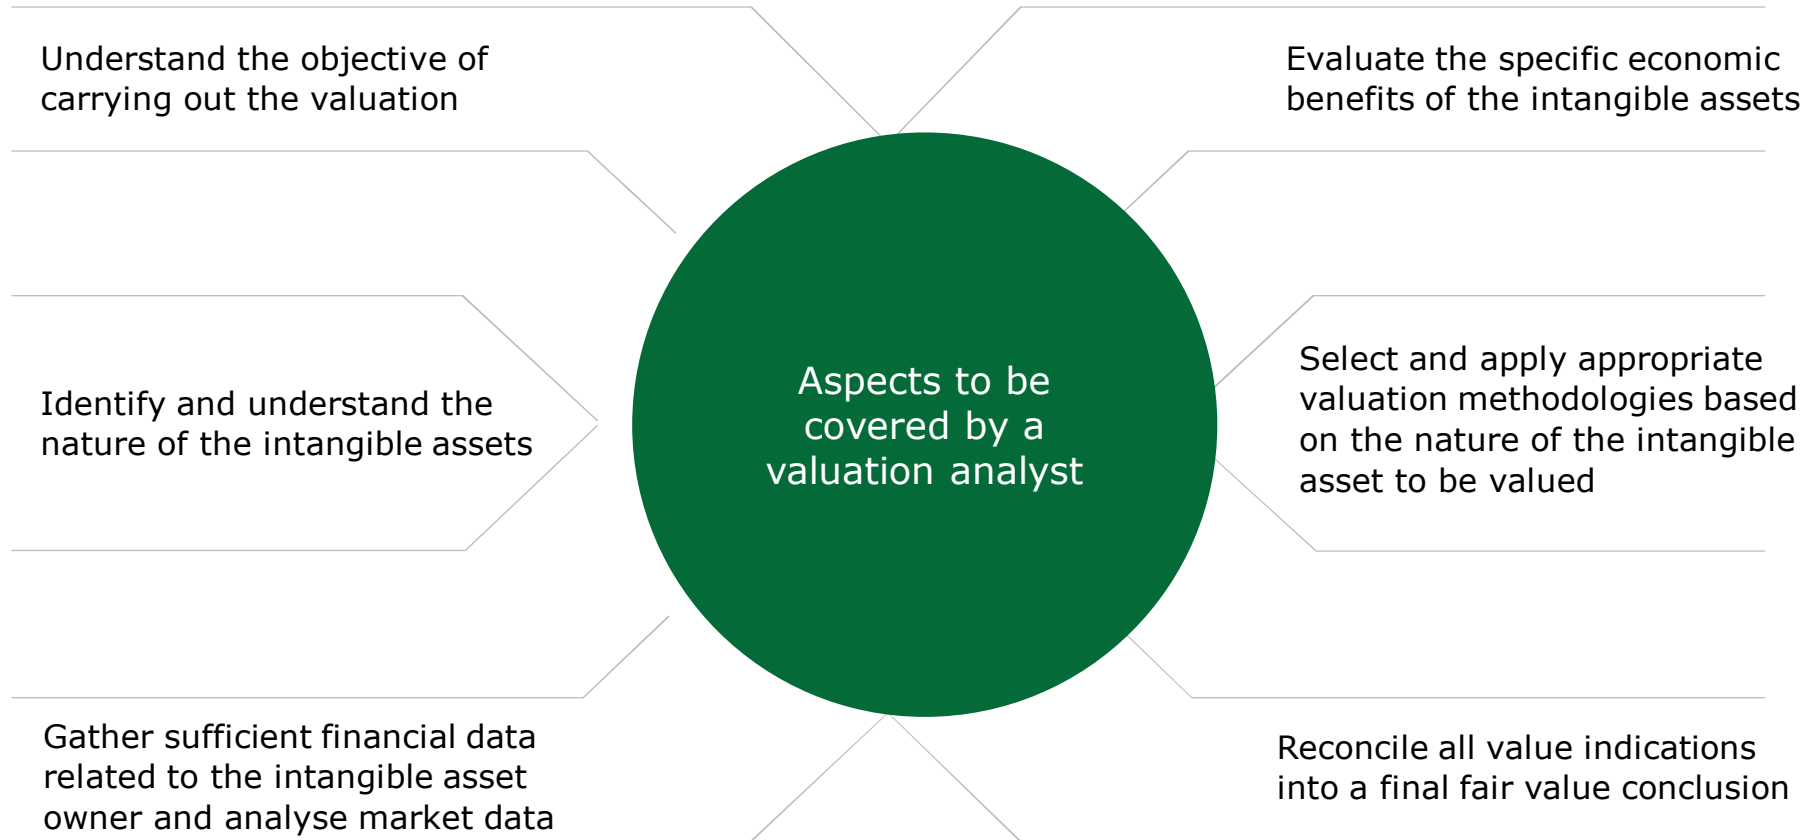 Understand the objective of
carrying out the valuation
Identify and understand the
nature of the intangible assets
Gather sufficient financial data
related to the intangible asset
owner and analyse market data
Aspects to be
covered by a
valuation analyst
Evaluate the specific economic
benefits of the intangible assets
Select and apply appropriate
valuation methodologies based
on the nature of the intangible
asset to be valued
Reconcile all value indications
into a final fair value conclusion